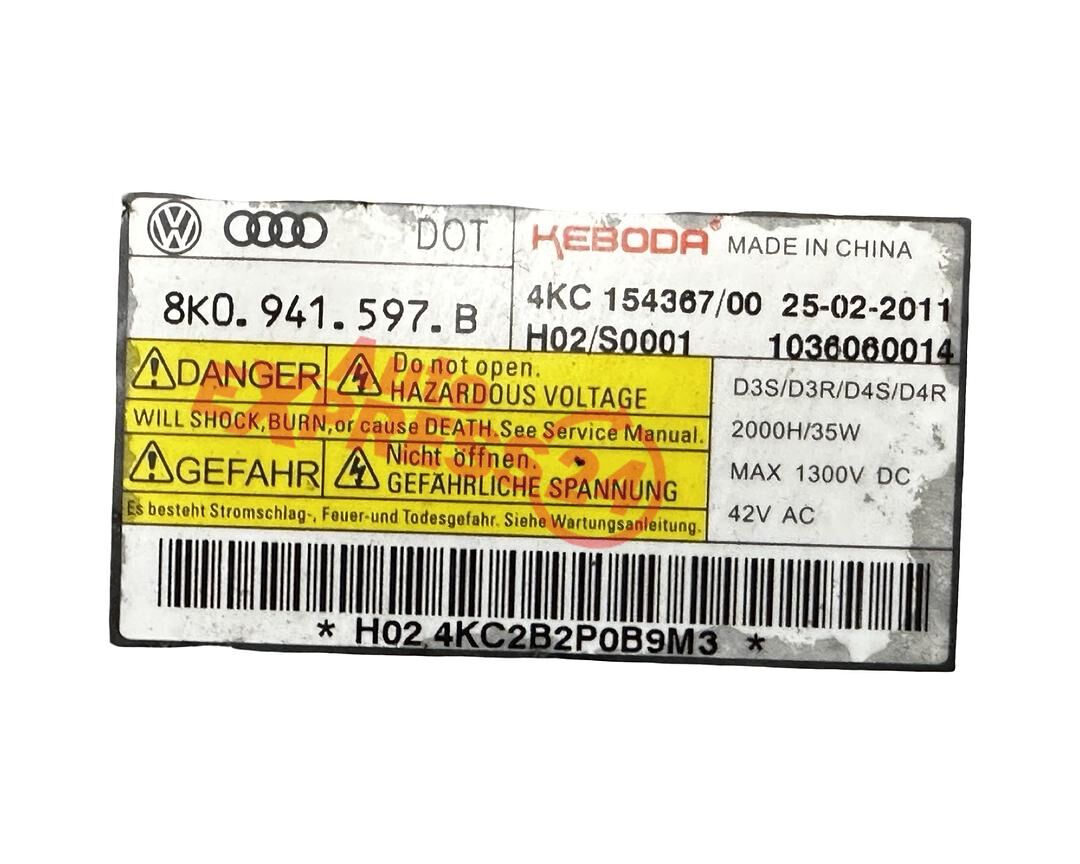 DOT
KEBODA MADE IN CHINA
8K0.941.597.B
4KC 154367/00 25-02-2011
H02/S0001 1036060014
DANGER
Do not open.
HAZARDOUS VOLTAGE
WILL SHOCK, BURN, or cause DEATH. See Service Manual.
GEFAHR
Nicht öffnen.
GEFÄHRLICHE SPANNUNG
Es besteht Stromschlag-, Feuer-und Todesgefahr. Siehe Wartungsanleitung.
D3S/D3R/D4S/D4R
2000H/35W
MAX 1300V DC
42V AC
* H02 4KC2B2P0B9M3 *